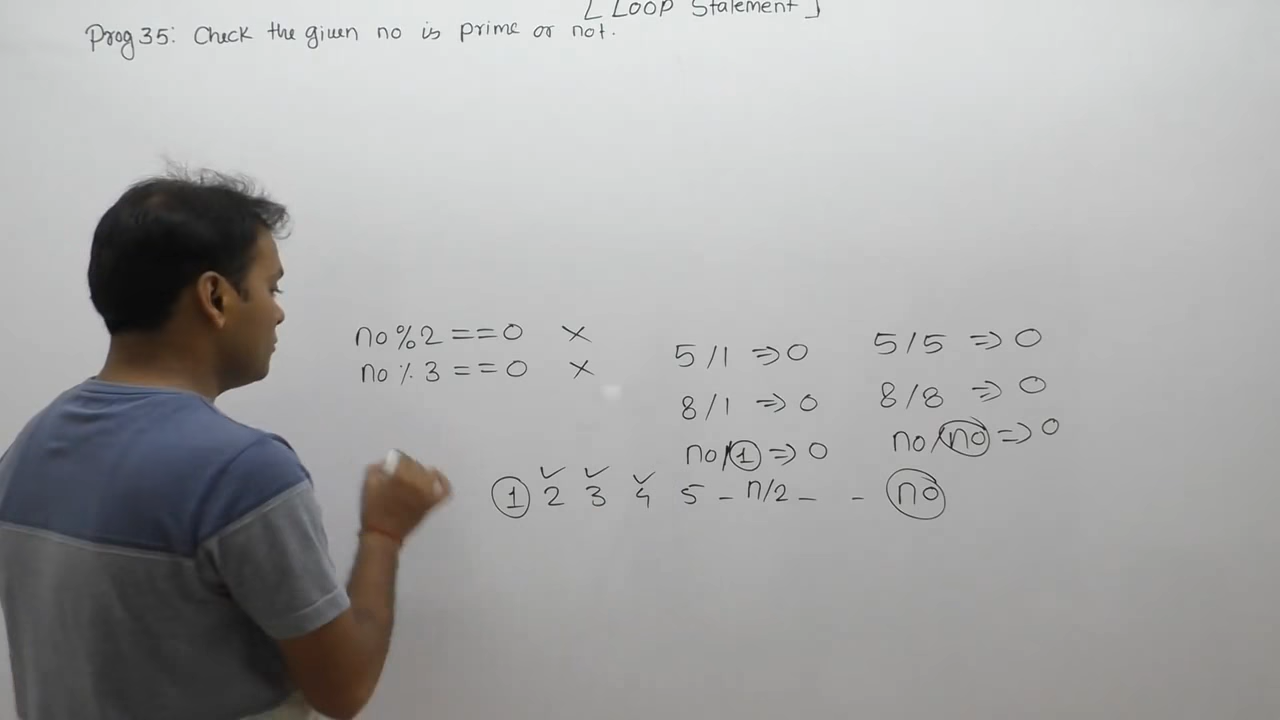 [ Loop Statement ]
Prog 35: Check the given no is prime or not.
no % 2 == 0 ×
no % 3 == 0 ×
5 / 1 => 0 5 / 5 => 0
8 / 1 => 0 8 / 8 => 0
no / 1 => 0 no / no => 0
1 2 3 4 5 - n/2 - - no